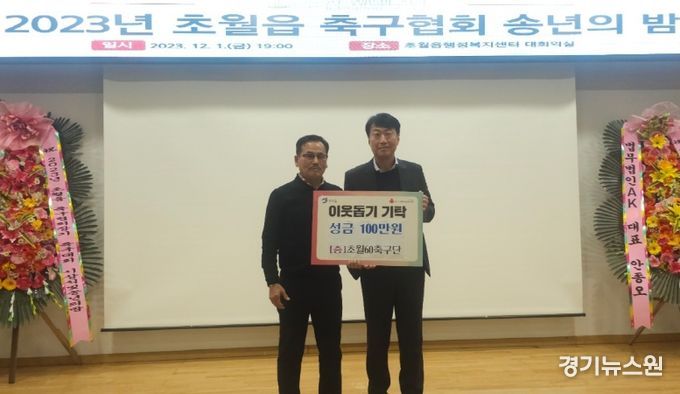 2023년 초월읍 축구협회 송년의 밤
일시 2023. 12. 1.(금) 19:00 장소 초월읍행정복지센터 대회의실
이웃돕기 기탁
성금 100만원
[초]초월60축구단
법무법인AK 대표 안동오
경기뉴스원